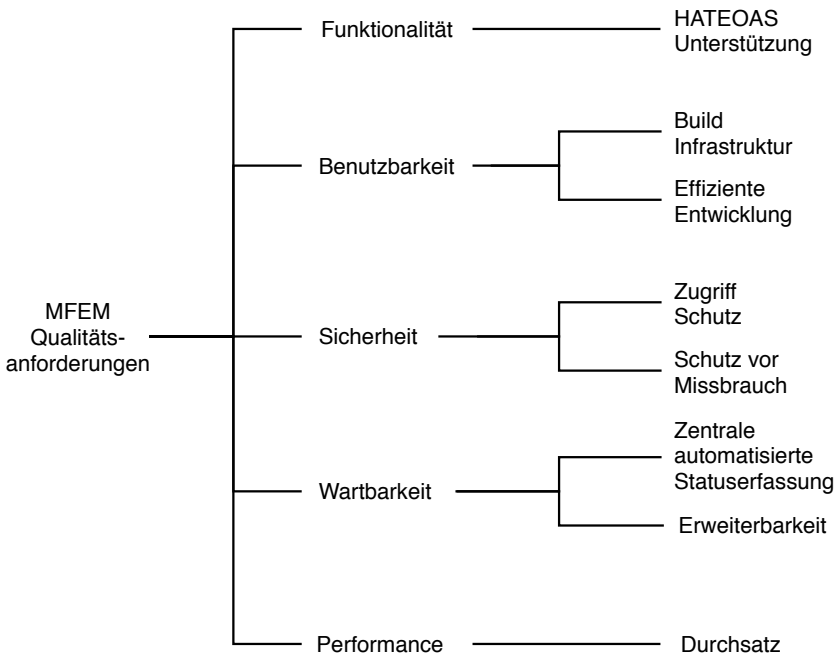 MFEM
Qualitäts-
anforderungen
Funktionalität
HATEOAS
Unterstützung
Benutzbarkeit
Build
Infrastruktur
Effiziente
Entwicklung
Sicherheit
Zugriff
Schutz
Schutz vor
Missbrauch
Wartbarkeit
Zentrale
automatisierte
Statuserfassung
Erweiterbarkeit
Performance
Durchsatz